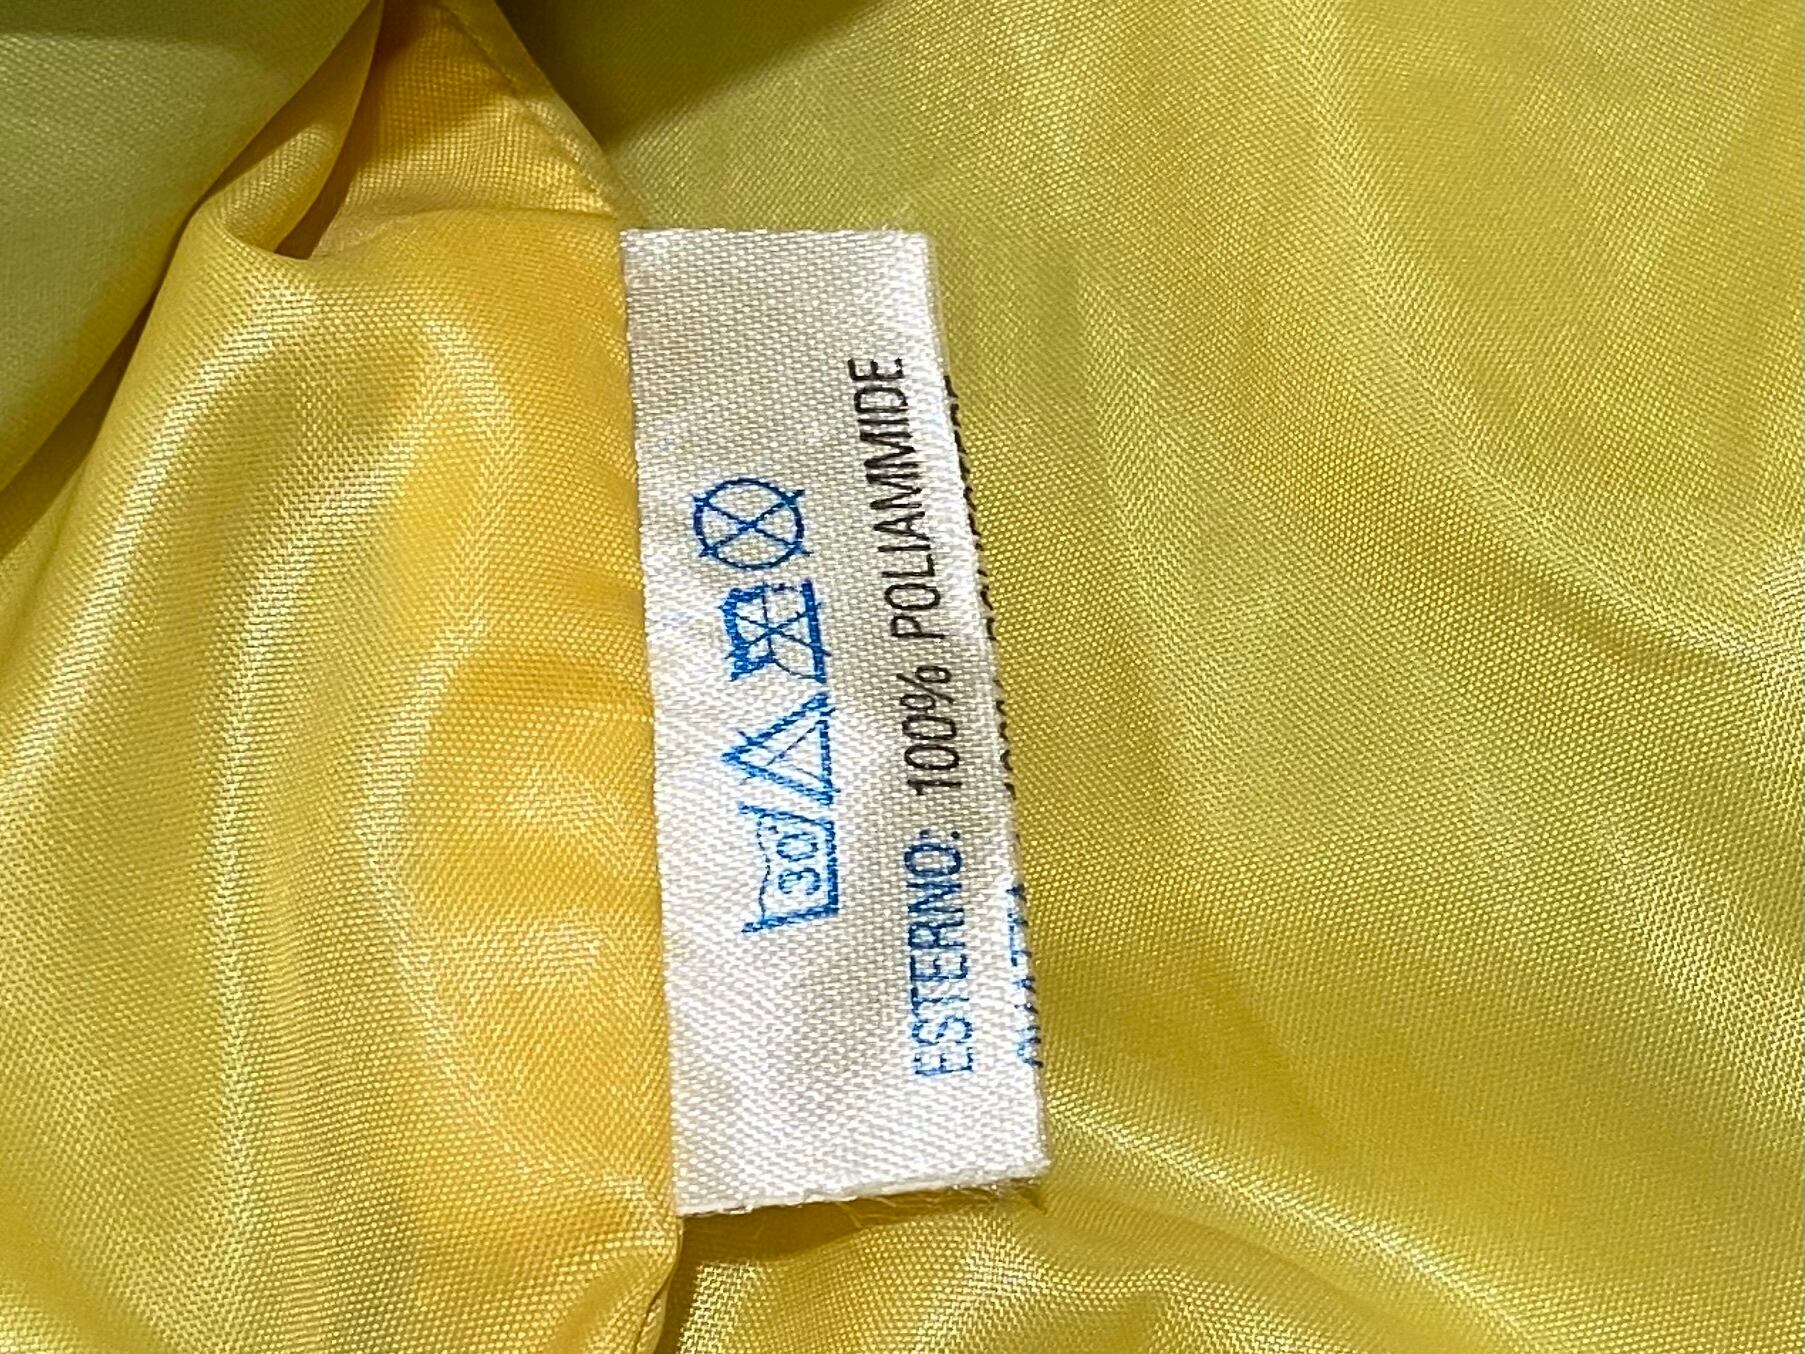 30°
ESTERNO: 100% POLIAMMIDE